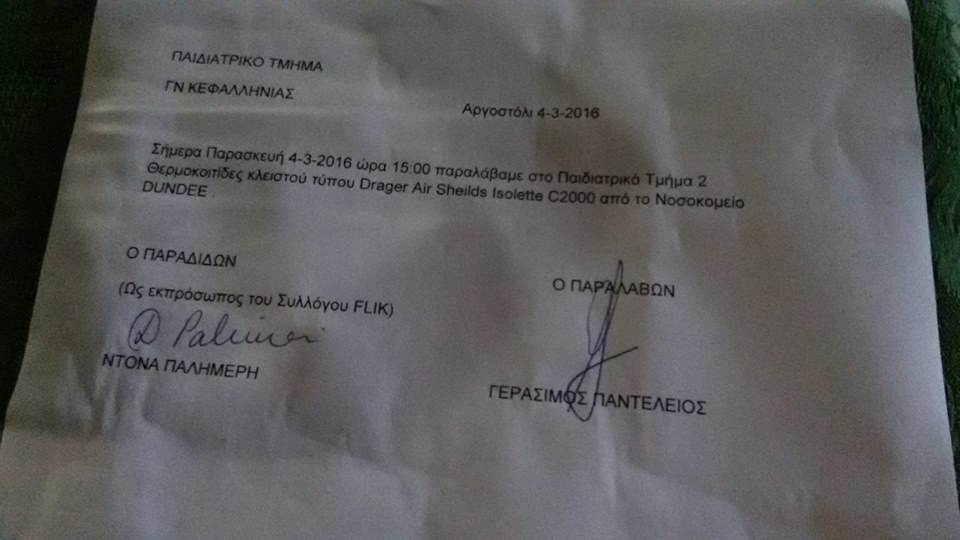 ΠΑΙΔΙΑΤΡΙΚΟ ΤΜΗΜΑ
ΓΝ ΚΕΦΑΛΛΗΝΙΑΣ
Αργοστόλι 4-3-2016
Σήμερα Παρασκευή 4-3-2016 ώρα 15:00 παραλάβαμε στο Παιδιατρικό Τμήμα 2
Θερμοκοιτίδες κλειστού τύπου Drager Air Sheilds Isolette C2000 από το Νοσοκομείο
DUNDEE .
Ο ΠΑΡΑΔΙΔΩΝ
(Ως εκπρόσωπος του Συλλόγου FLIK)
D Palimeri
ΝΤΟΝΑ ΠΑΛΗΜΕΡΗ
Ο ΠΑΡΑΛΑΒΩΝ
ΓΕΡΑΣΙΜΟΣ ΠΑΝΤΕΛΕΙΟΣ